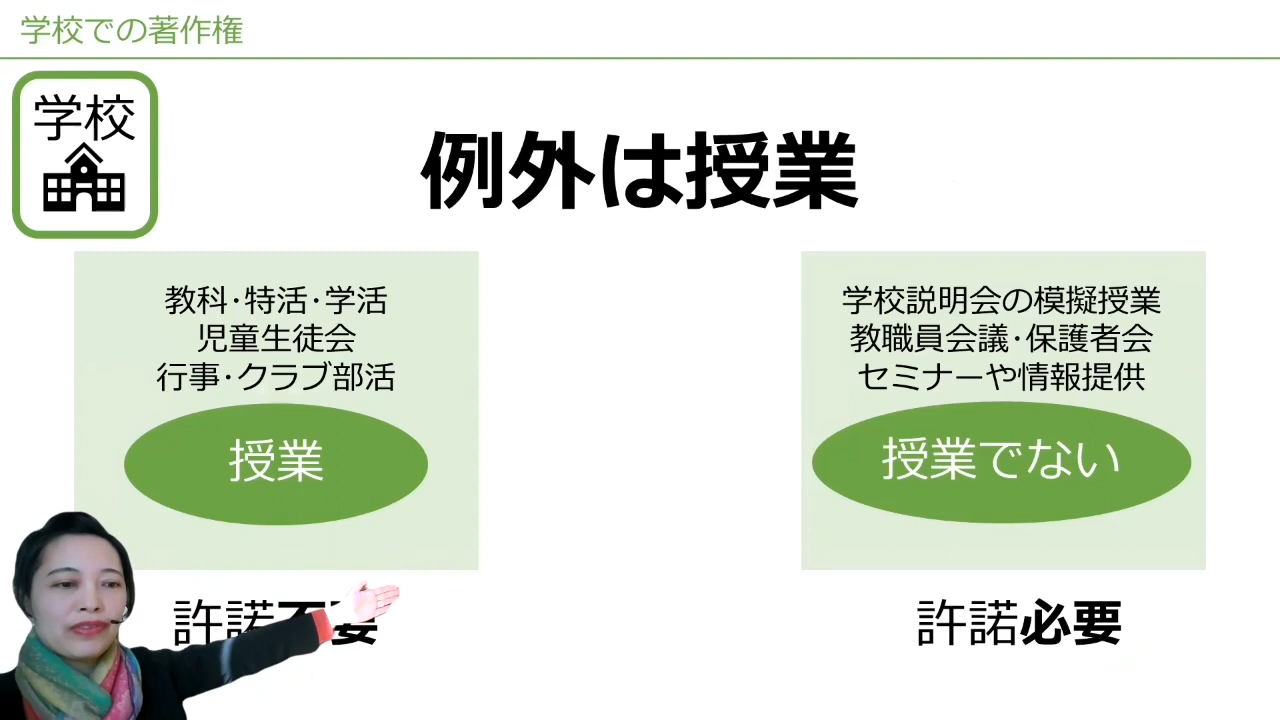 学校での著作権
学校
例外は授業
教科・特活・学活
児童生徒会
行事・クラブ部活
授業
許諾不要
学校説明会の模擬授業
教職員会議・保護者会
セミナーや情報提供
授業でない
許諾必要